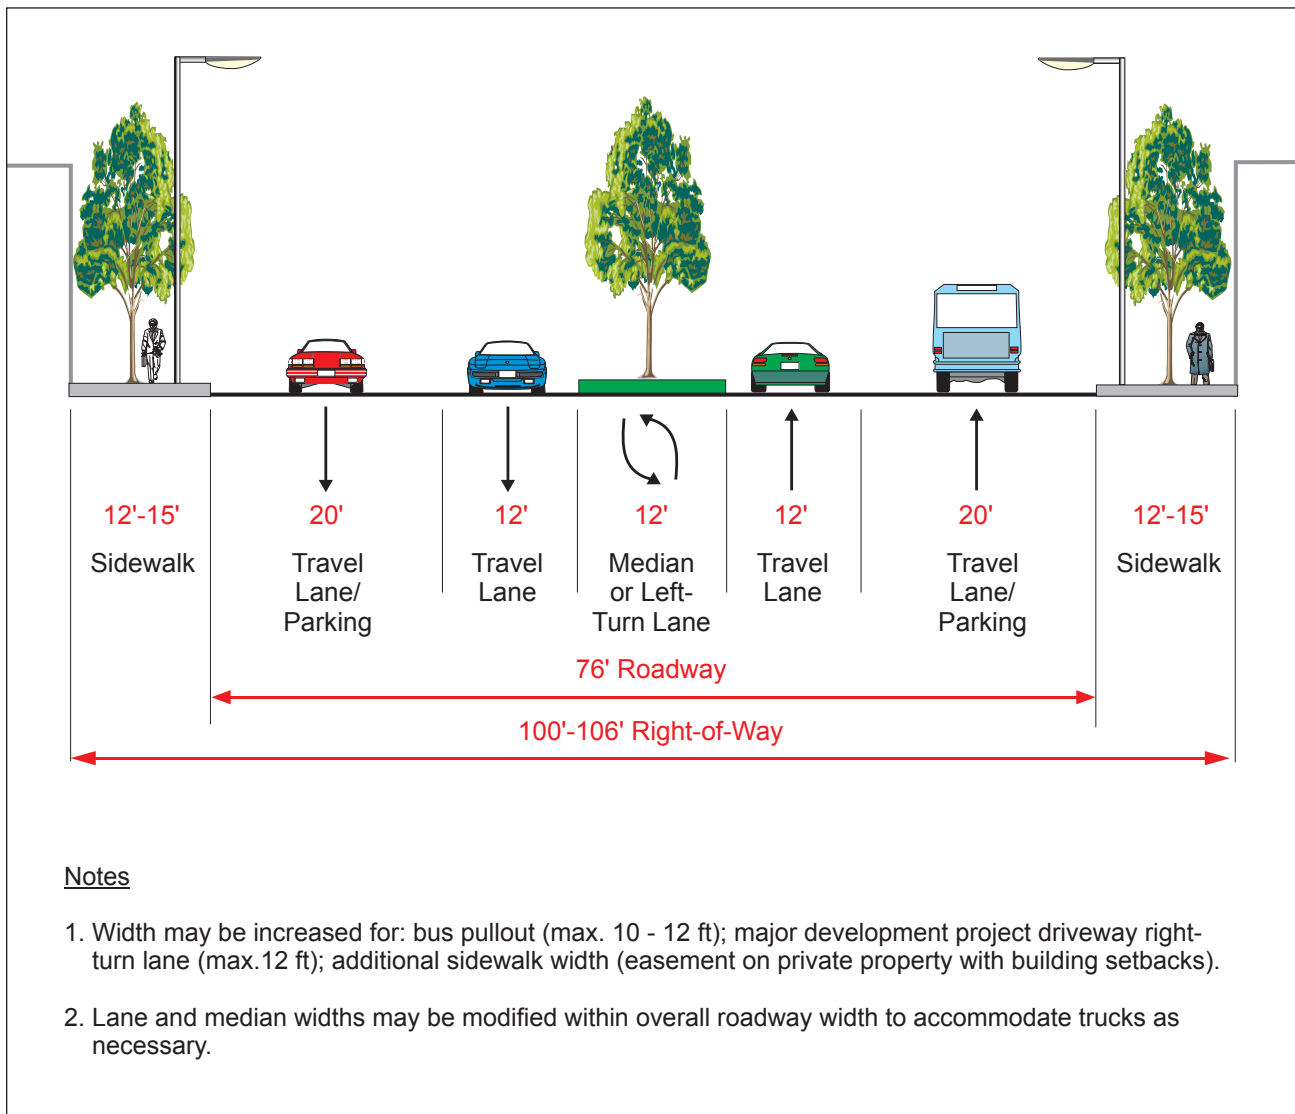 12'-15'
20'
12'
12'
12'
20'
12'-15'
Sidewalk
Travel
Lane/
Parking
Travel
Lane
Median
or Left-
Turn Lane
Travel
Lane
Travel
Lane/
Parking
Sidewalk
76' Roadway
100'-106' Right-of-Way
Notes
1. Width may be increased for: bus pullout (max. 10 - 12 ft); major development project driveway right-
turn lane (max.12 ft); additional sidewalk width (easement on private property with building setbacks).
2. Lane and median widths may be modified within overall roadway width to accommodate trucks as
necessary.